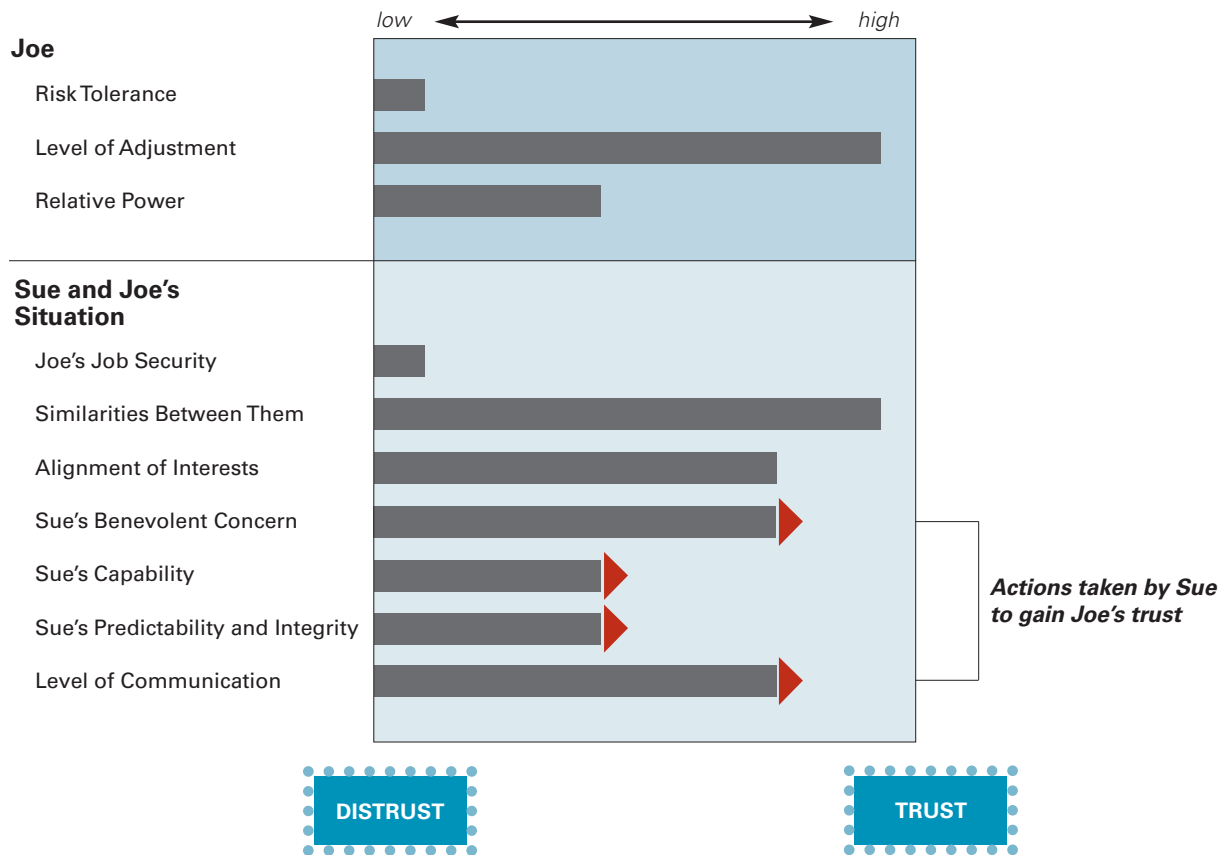 low high
Joe
Risk Tolerance
Level of Adjustment
Relative Power
Sue and Joe’s
Situation
Joe’s Job Security
Similarities Between Them
Alignment of Interests
Sue’s Benevolent Concern
Sue’s Capability
Sue’s Predictability and Integrity
Level of Communication
Actions taken by Sue
to gain Joe’s trust
DISTRUST
TRUST